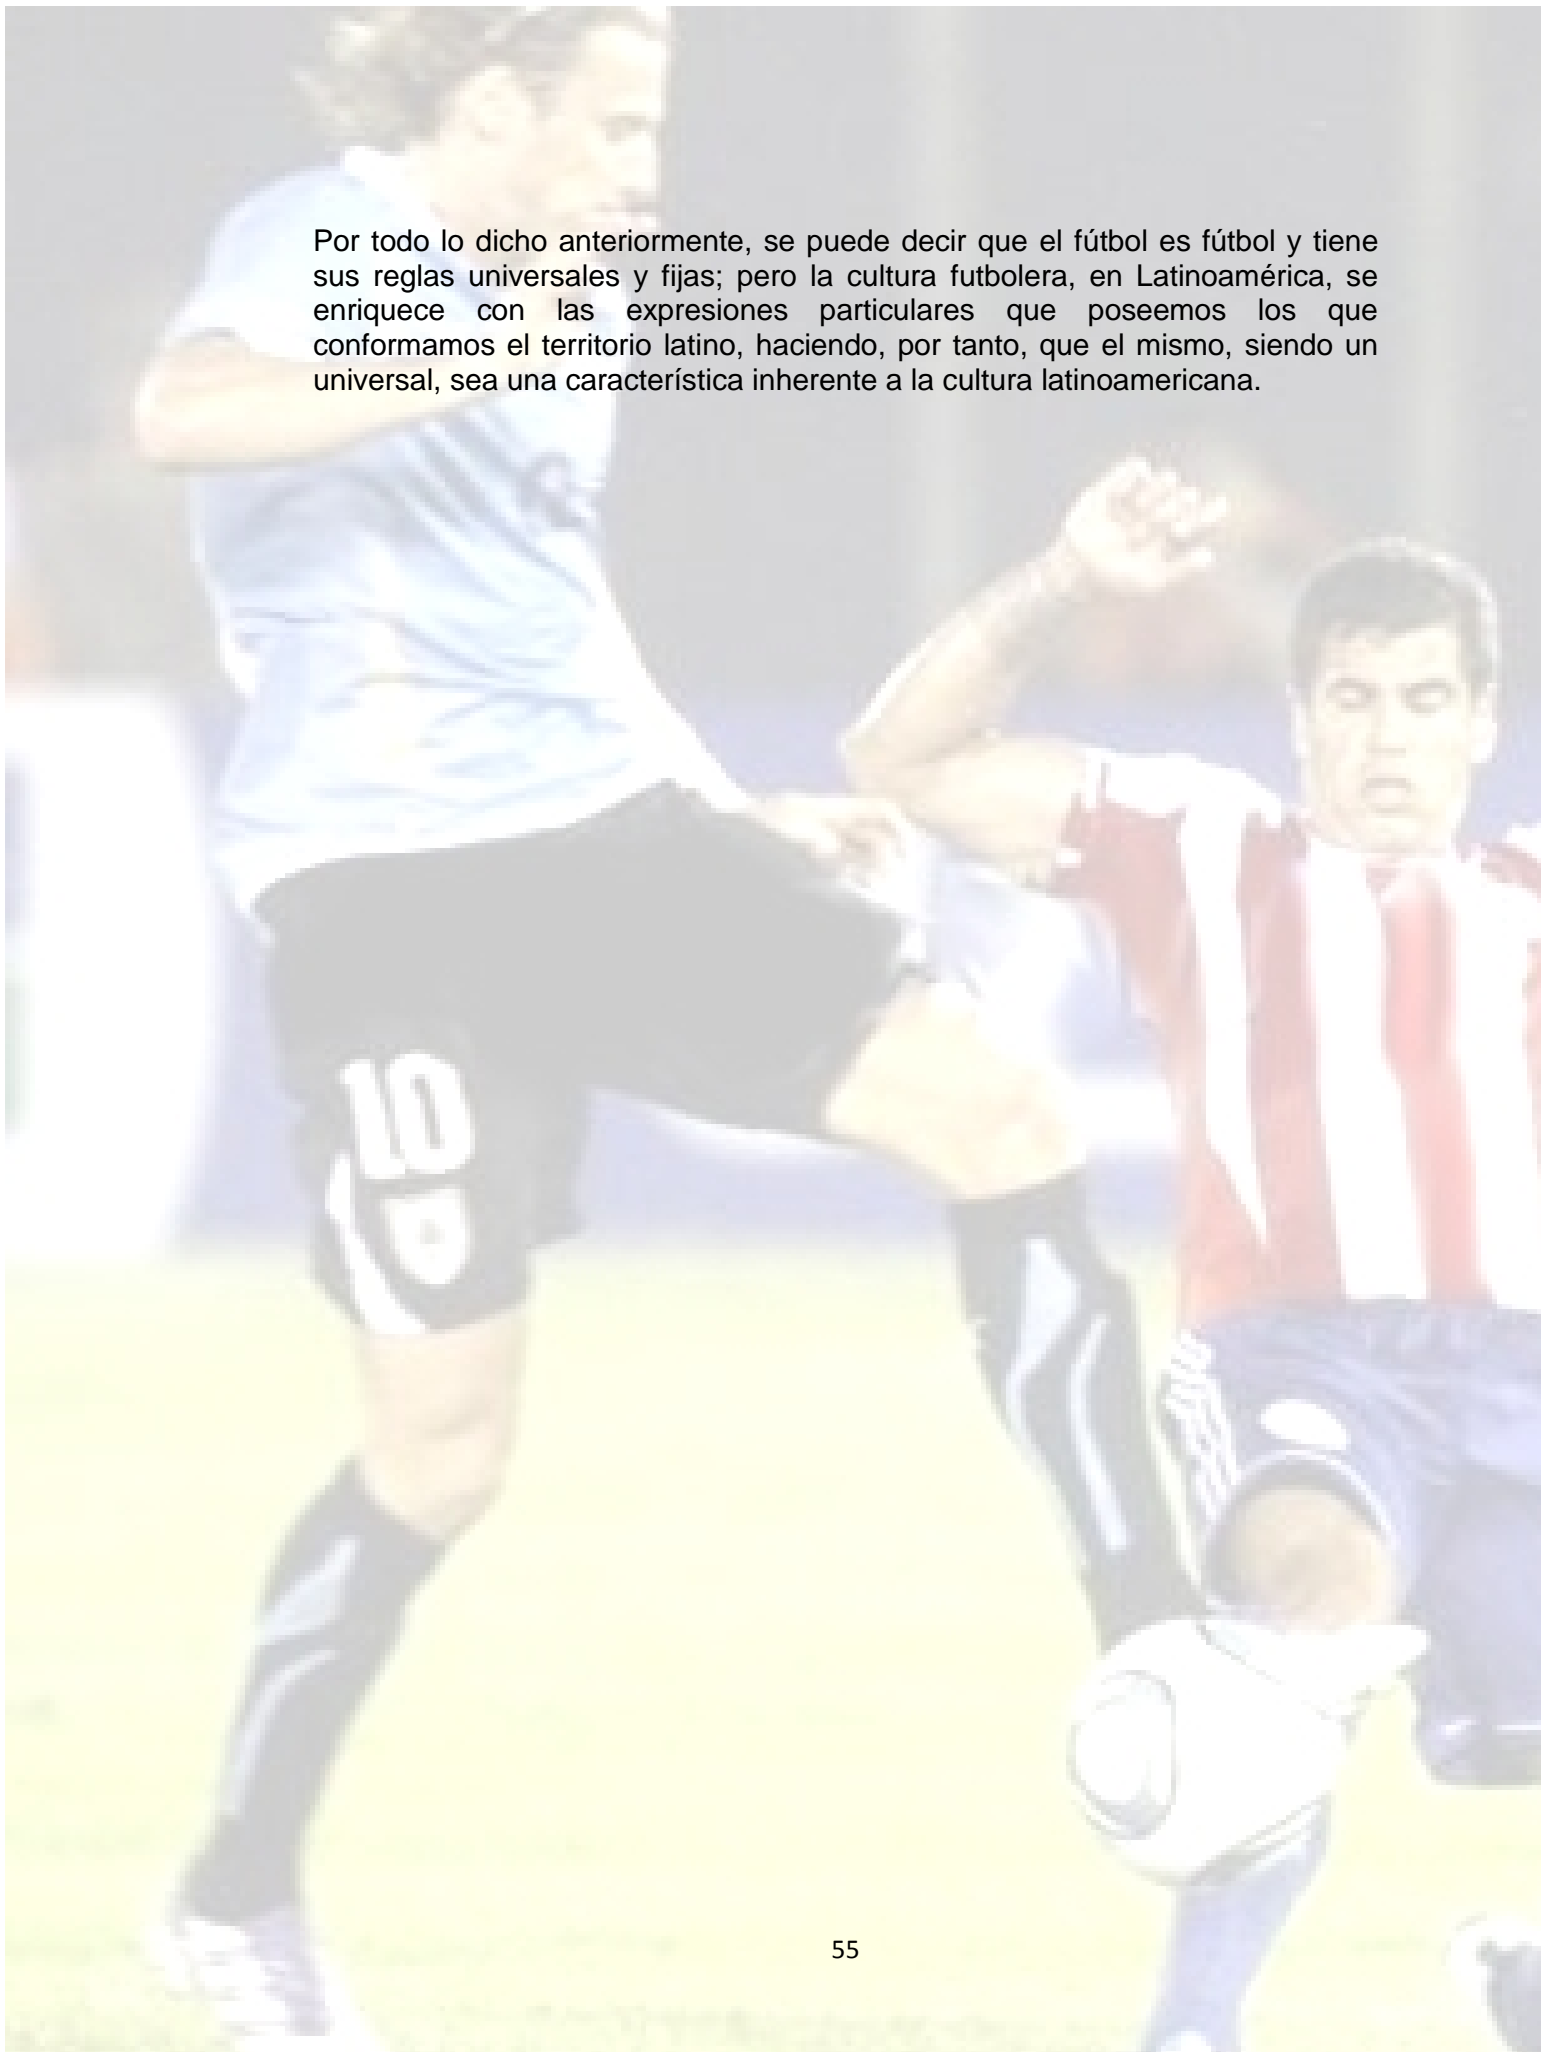 Por todo lo dicho anteriormente, se puede decir que el fútbol es fútbol y tiene
sus reglas universales y fijas; pero la cultura futbolera, en Latinoamérica, se
enriquece con las expresiones particulares que poseemos los que
conformamos el territorio latino, haciendo, por tanto, que el mismo, siendo un
universal, sea una característica inherente a la cultura latinoamericana.
10
55